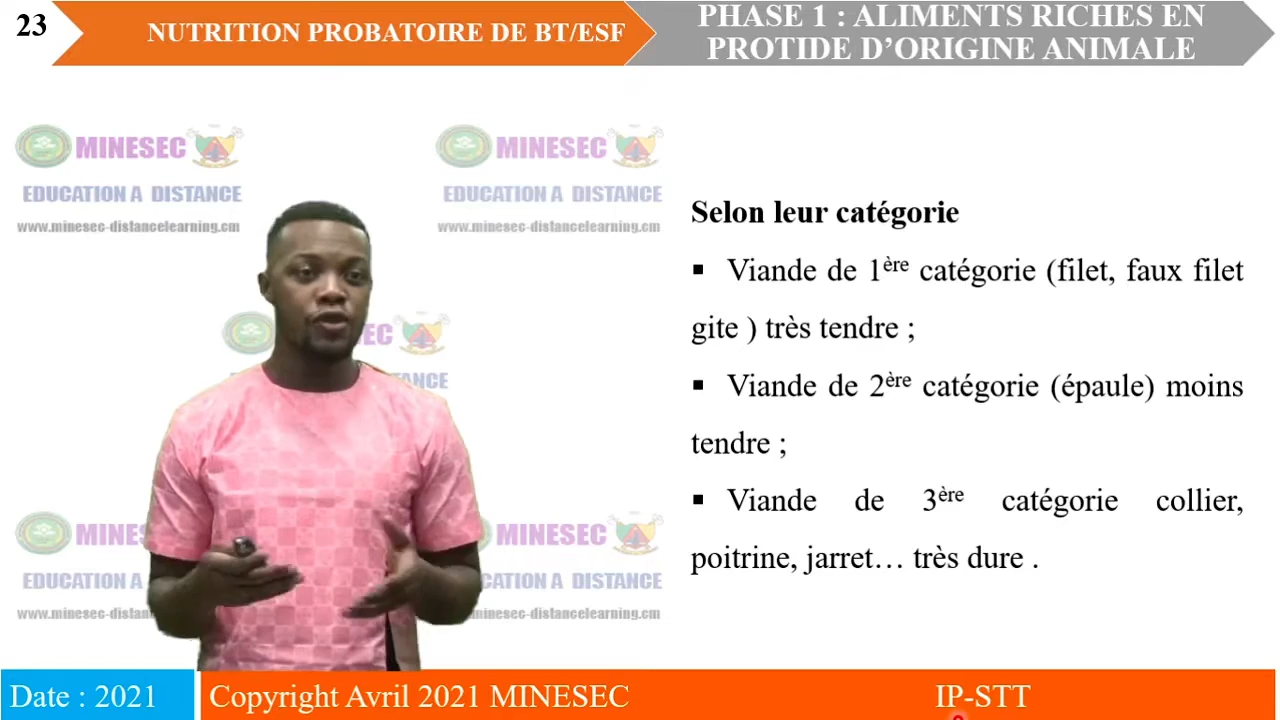 23
NUTRITION PROBATOIRE DE BT/ESF
PHASE 1 : ALIMENTS RICHES EN
PROTIDE D’ORIGINE ANIMALE
MINESEC
EDUCATION A DISTANCE
www.minesec-distancelearning.cm
MINESEC
EDUCATION A DISTANCE
www.minesec-distancelearning.cm
Selon leur catégorie
▪ Viande de 1ère catégorie (filet, faux filet
gite ) très tendre ;
▪ Viande de 2ère catégorie (épaule) moins
tendre ;
▪ Viande de 3ère catégorie collier,
poitrine, jarret… très dure .
MINESEC
EDUCATION A DISTANCE
Date : 2021
Copyright Avril 2021 MINESEC
IP-STT